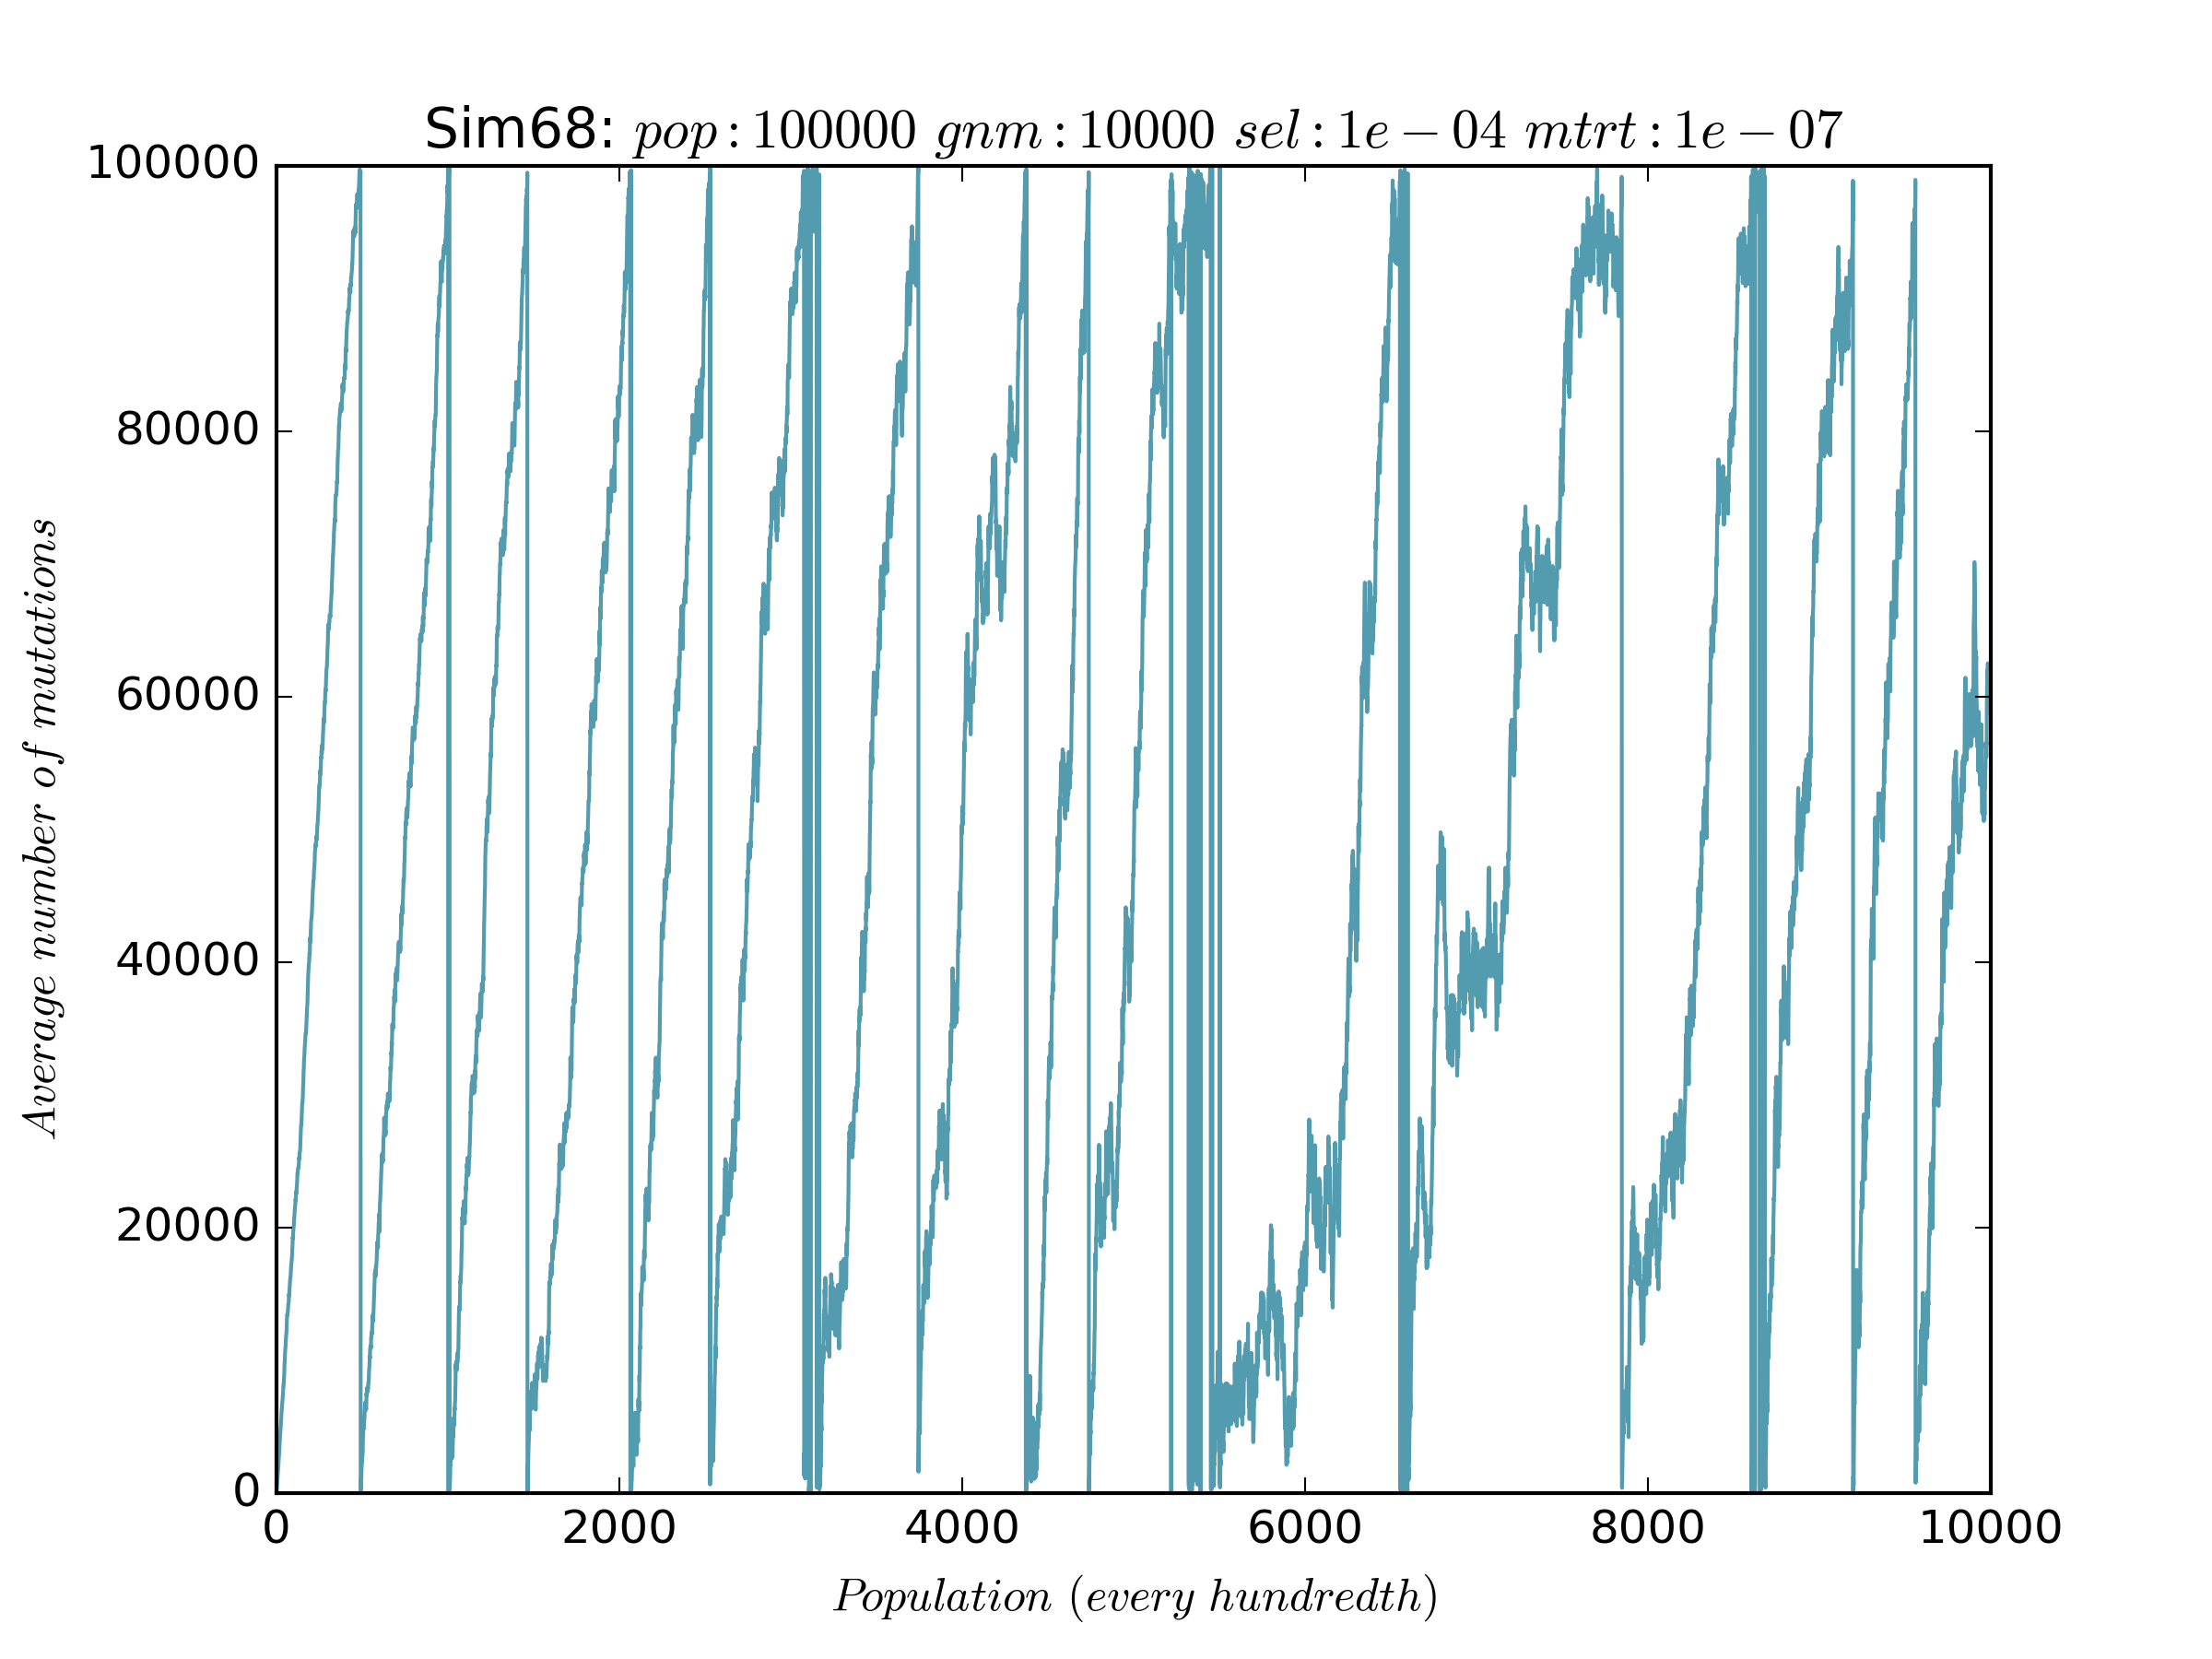 Sim68: pop : 100000 gnm : 10000 sel : 1e − 04 mtrt : 1e − 07
100000
80000
60000
40000
20000
0
Average number of mutations
0 2000 4000 6000 8000 10000
Population (every hundredth)